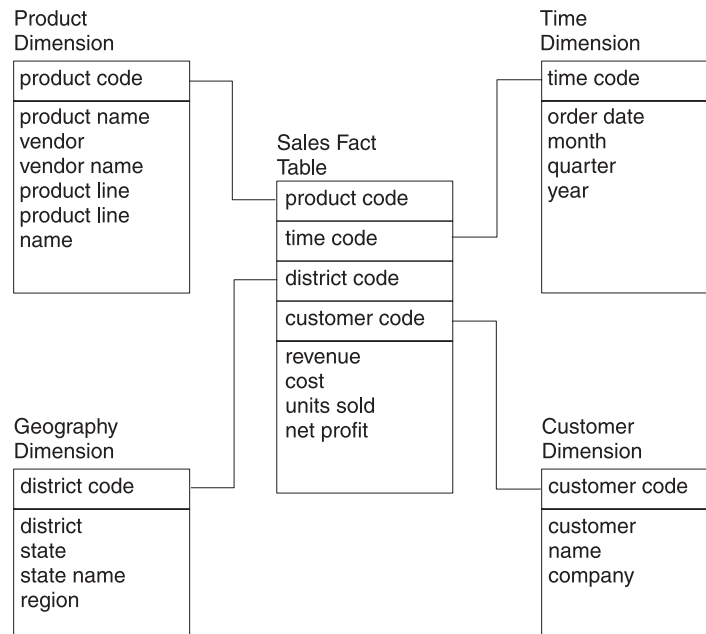 Product
Dimension
product code
product name
vendor
vendor name
product line
product line
name
Time
Dimension
time code
order date
month
quarter
year
Sales Fact
Table
product code
time code
district code
customer code
revenue
cost
units sold
net profit
Geography
Dimension
district code
district
state
state name
region
Customer
Dimension
customer code
customer
name
company